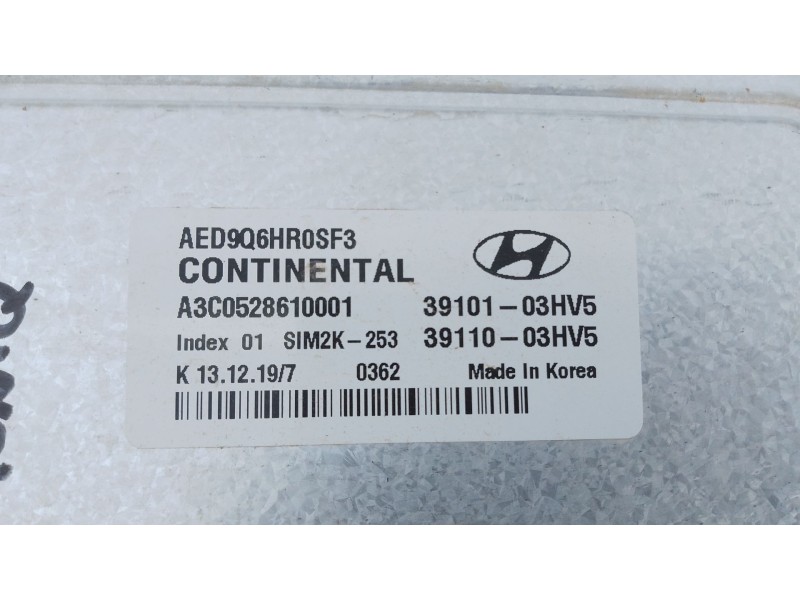 AED9Q6HR0SF3
CONTINENTAL
A3C0528610001 39101-03HV5
Index 01 SIM2K-253 39110-03HV5
K 13.12.19/7 0362 Made In Korea